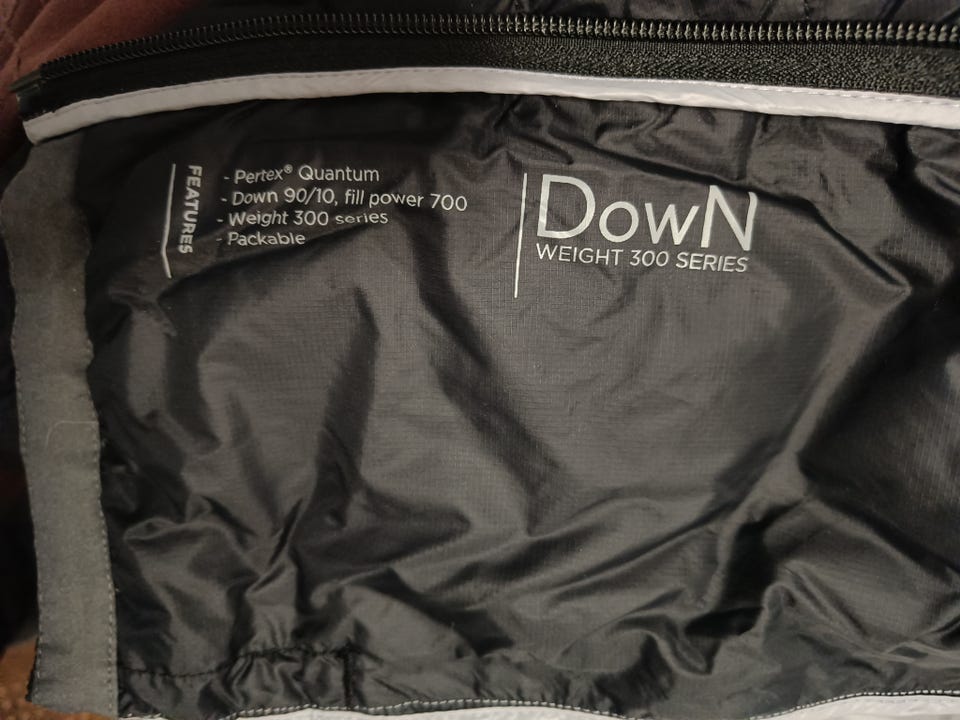 FEATURES
- Pertex® Quantum
- Down 90/10, fill power 700
- Weight 300 series
- Packable
DowN
WEIGHT 300 SERIES